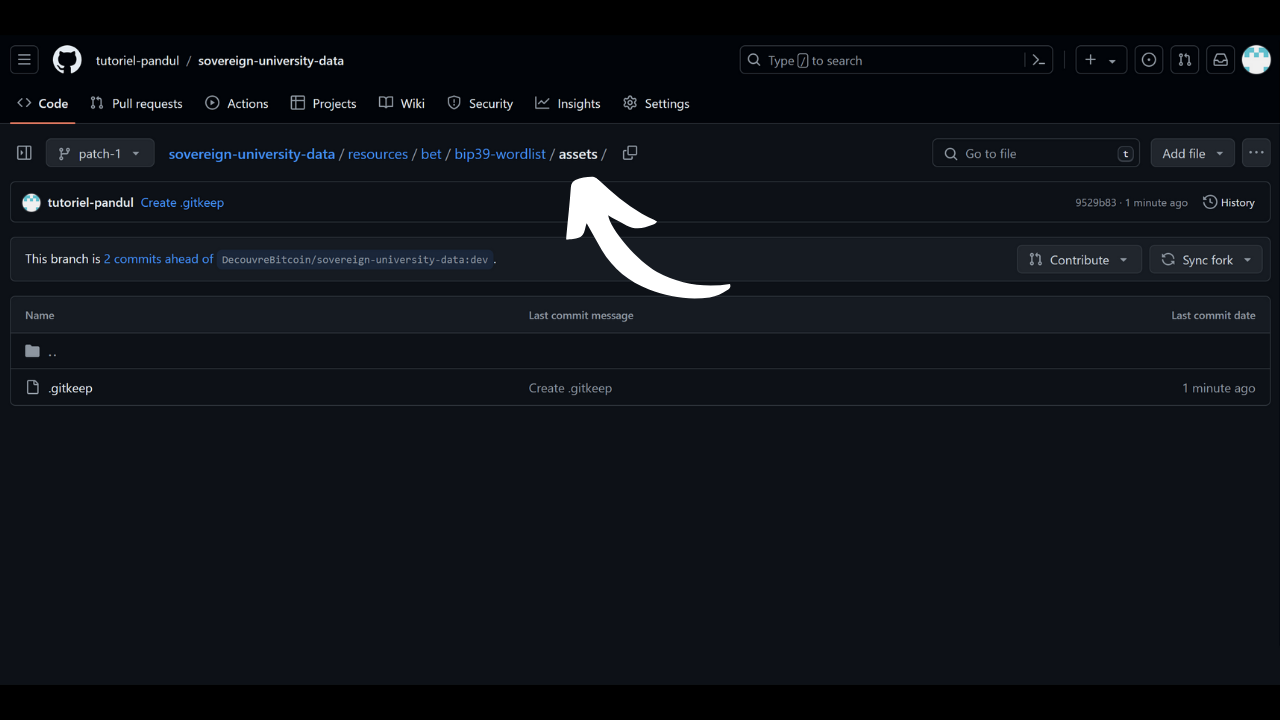 tutoriel-pandul / sovereign-university-data Type / to search
Code Pull requests Actions Projects Wiki Security Insights Settings
patch-1 sovereign-university-data / resources / bet / bip39-wordlist / assets / Go to file t Add file
tutoriel-pandul Create .gitkeep 9529b83 · 1 minute ago History
This branch is 2 commits ahead of DecouvreBitcoin/sovereign-university-data:dev . Contribute Sync fork
Name Last commit message Last commit date
..
.gitkeep Create .gitkeep 1 minute ago